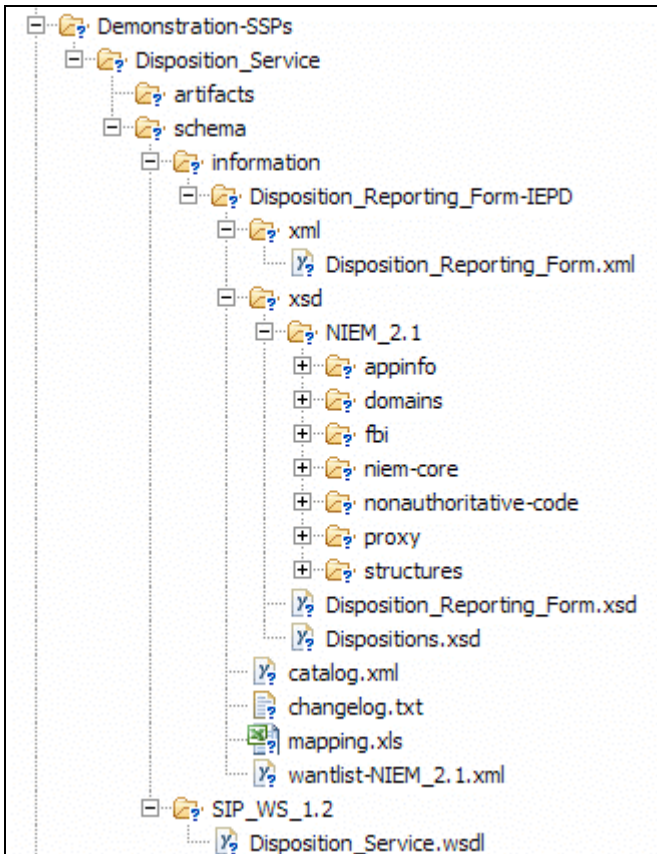 Demonstration-SSPs
Disposition_Service
artifacts
schema
information
Disposition_Reporting_Form-IEPD
xml
Disposition_Reporting_Form.xml
xsd
NIEM_2.1
appinfo
domains
fbi
niem-core
nonauthoritative-code
proxy
structures
Disposition_Reporting_Form.xsd
Dispositions.xsd
catalog.xml
changelog.txt
mapping.xls
wantlist-NIEM_2.1.xml
SIP_WS_1.2
Disposition_Service.wsdl